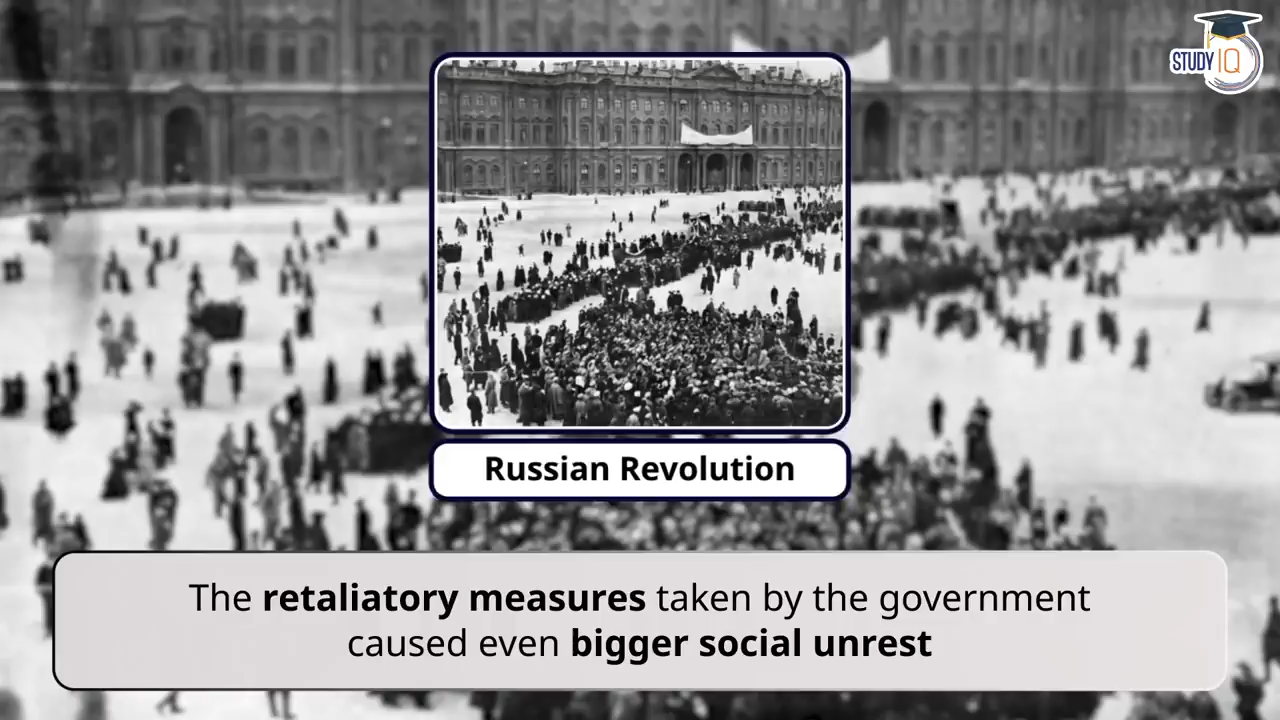 STUDY IQ
Russian Revolution
The retaliatory measures taken by the government
caused even bigger social unrest